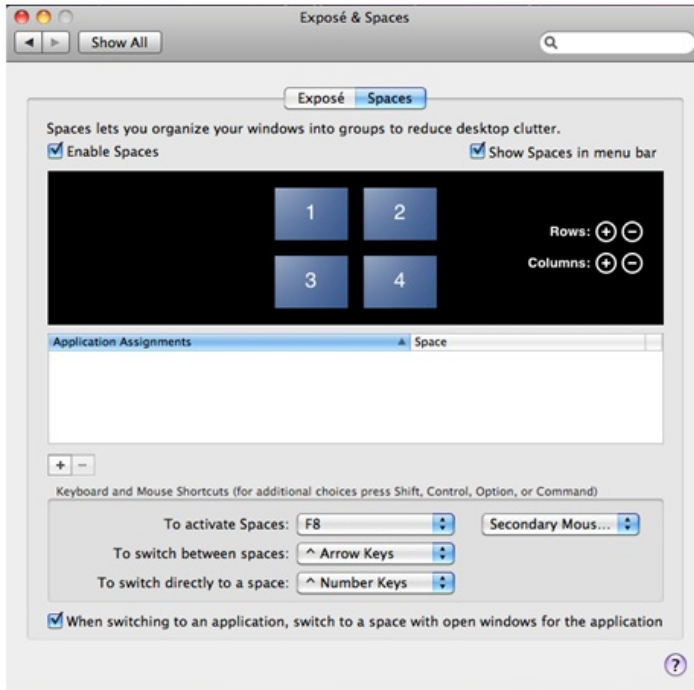 Exposé & Spaces
Show All
Exposé Spaces
Spaces lets you organize your windows into groups to reduce desktop clutter.
Enable Spaces Show Spaces in menu bar
1 2
Rows: + −
Columns: + −
3 4
Application Assignments Space
+ −
Keyboard and Mouse Shortcuts (for additional choices press Shift, Control, Option, or Command)
To activate Spaces: F8 Secondary Mous...
To switch between spaces: ^ Arrow Keys
To switch directly to a space: ^ Number Keys
When switching to an application, switch to a space with open windows for the application
?